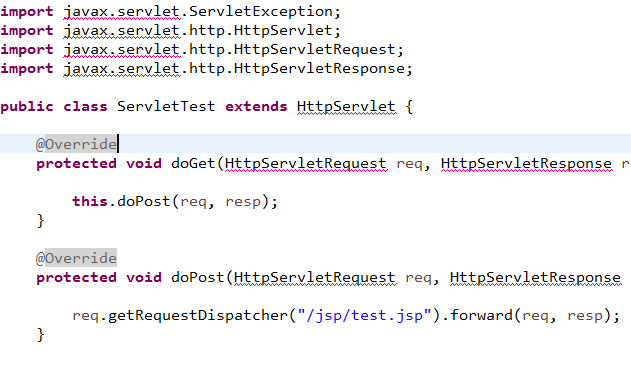 import javax.servlet.ServletException;
import javax.servlet.http.HttpServlet;
import javax.servlet.http.HttpServletRequest;
import javax.servlet.http.HttpServletResponse;
public class ServletTest extends HttpServlet {
@Override
protected void doGet(HttpServletRequest req, HttpServletResponse r
this.doPost(req, resp);
}
@Override
protected void doPost(HttpServletRequest req, HttpServletResponse
req.getRequestDispatcher("/jsp/test.jsp").forward(req, resp);
}